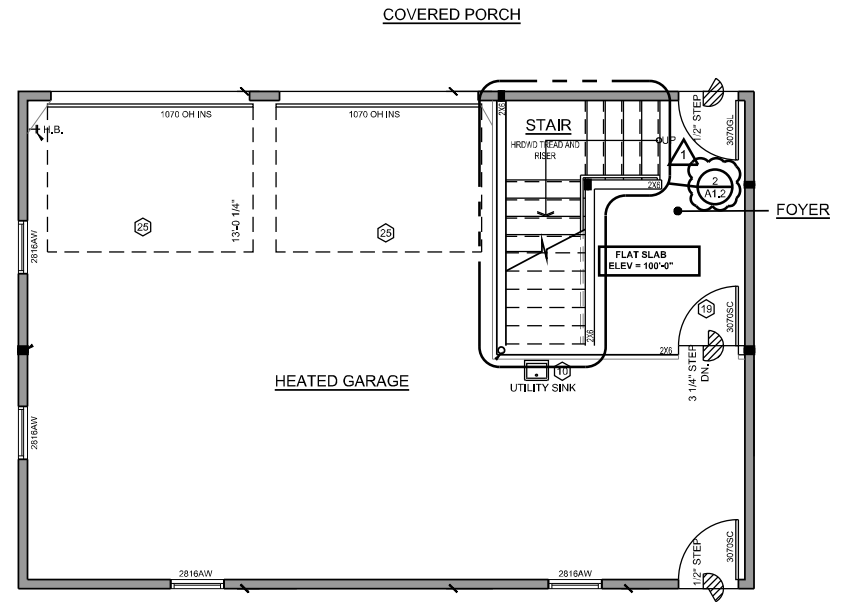 COVERED PORCH
1070 OH INS
1070 OH INS
2X6
STAIR
HRDWD TREAD AND
RISER
UP
1/2" STEP
3070GL
H.B.
1
2
A1.2
2X6
FOYER
25
13'-0 1/4"
25
2816AW
FLAT SLAB
ELEV = 100'-0"
19
3070SC
2X6
2X6
3 1/4" STEP
DN.
HEATED GARAGE
10
UTILITY SINK
2816AW
1/2" STEP
3070SC
2816AW
2816AW